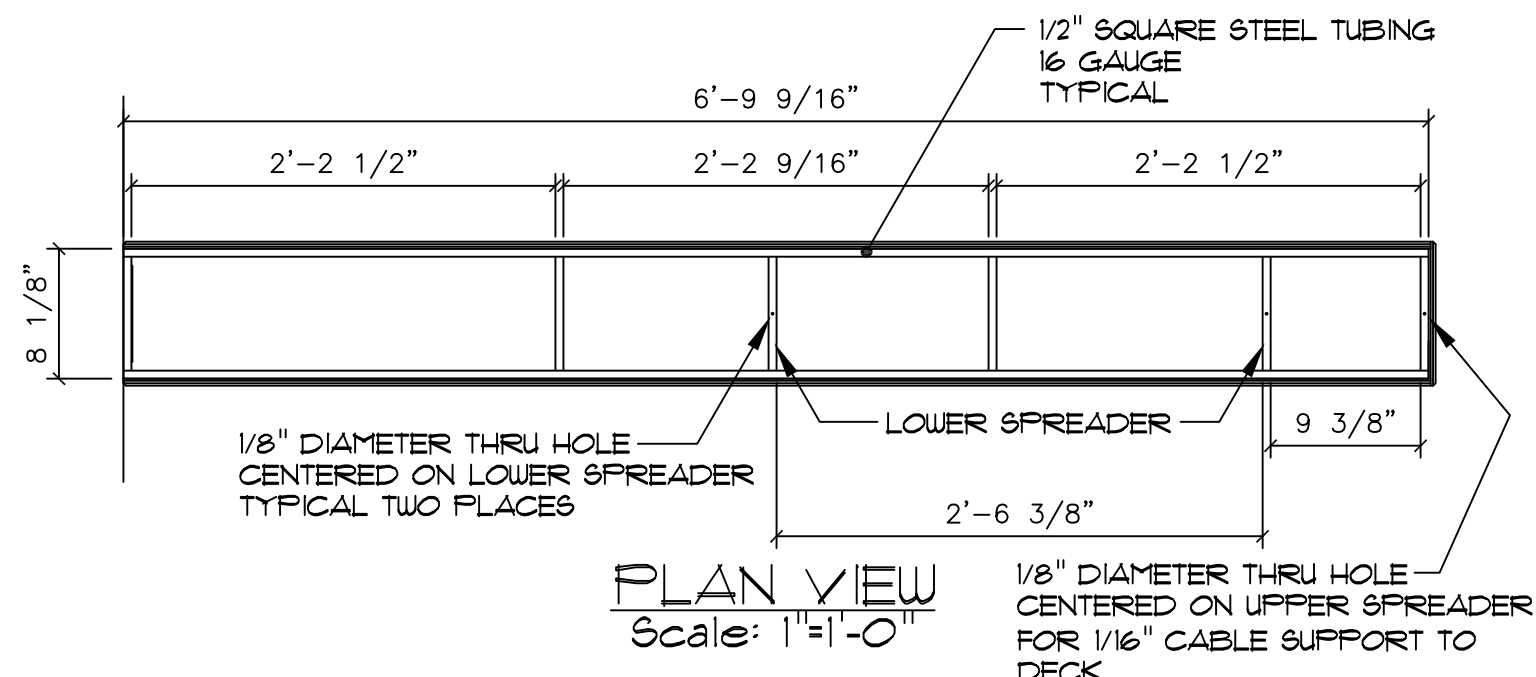 1/2" SQUARE STEEL TUBING
16 GAUGE
TYPICAL
6'-9 9/16"
2'-2 1/2"
2'-2 9/16"
2'-2 1/2"
8 1/8"
1/8" DIAMETER THRU HOLE
CENTERED ON LOWER SPREADER
TYPICAL TWO PLACES
LOWER SPREADER
9 3/8"
2'-6 3/8"
PLAN VIEW
Scale: 1"=1'-0"
1/8" DIAMETER THRU HOLE
CENTERED ON UPPER SPREADER
FOR 1/16" CABLE SUPPORT TO
DECK